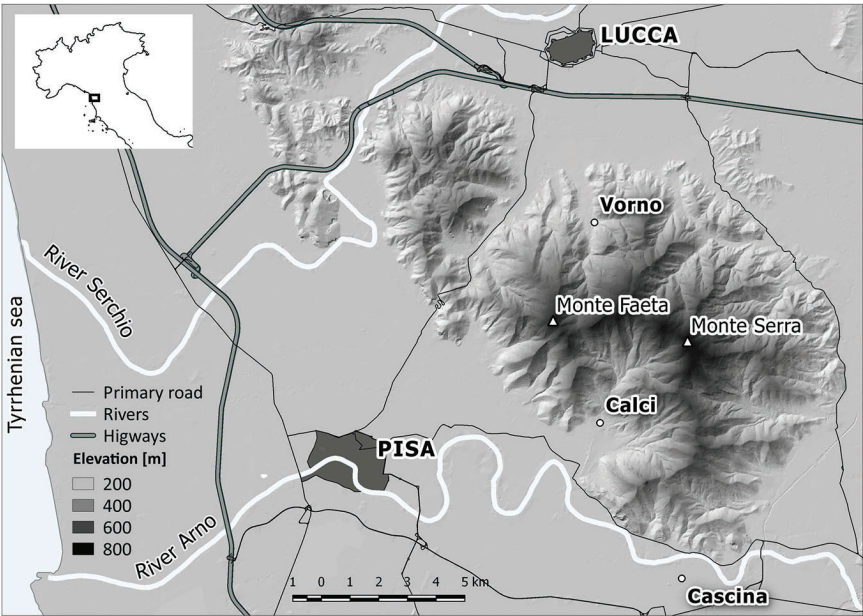 LUCCA
Vorno
River Serchio
Monte Faeta
Monte Serra
Tyrrhenian sea
Primary road
Rivers
Higways
Elevation [m]
200
400
600
800
Calci
PISA
River Arno
1 0 1 2 3 4 5 km
Cascina